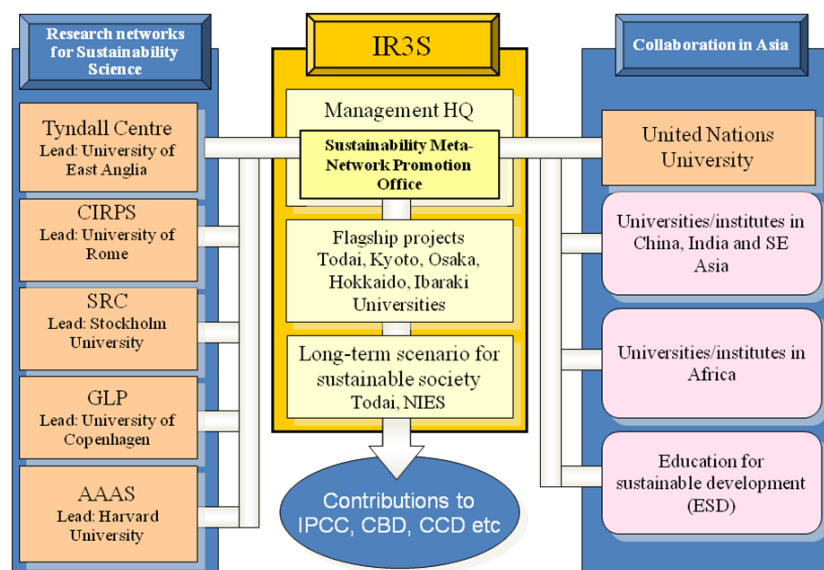 Research networks
for Sustainability
Science
Tyndall Centre
Lead: University of
East Anglia
CIRPS
Lead: University of
Rome
SRC
Lead: Stockholm
University
GLP
Lead: University of
Copenhagen
AAAS
Lead: Harvard
University
IR3S
Management HQ
Sustainability Meta-
Network Promotion
Office
Flagship projects
Todai, Kyoto, Osaka,
Hokkaido, Ibaraki
Universities
Long-term scenario for
sustainable society
Todai, NIES
Contributions to
IPCC, CBD, CCD etc
Collaboration in Asia
United Nations
University
Universities/institutes in
China, India and SE
Asia
Universities/institutes in
Africa
Education for
sustainable development
(ESD)